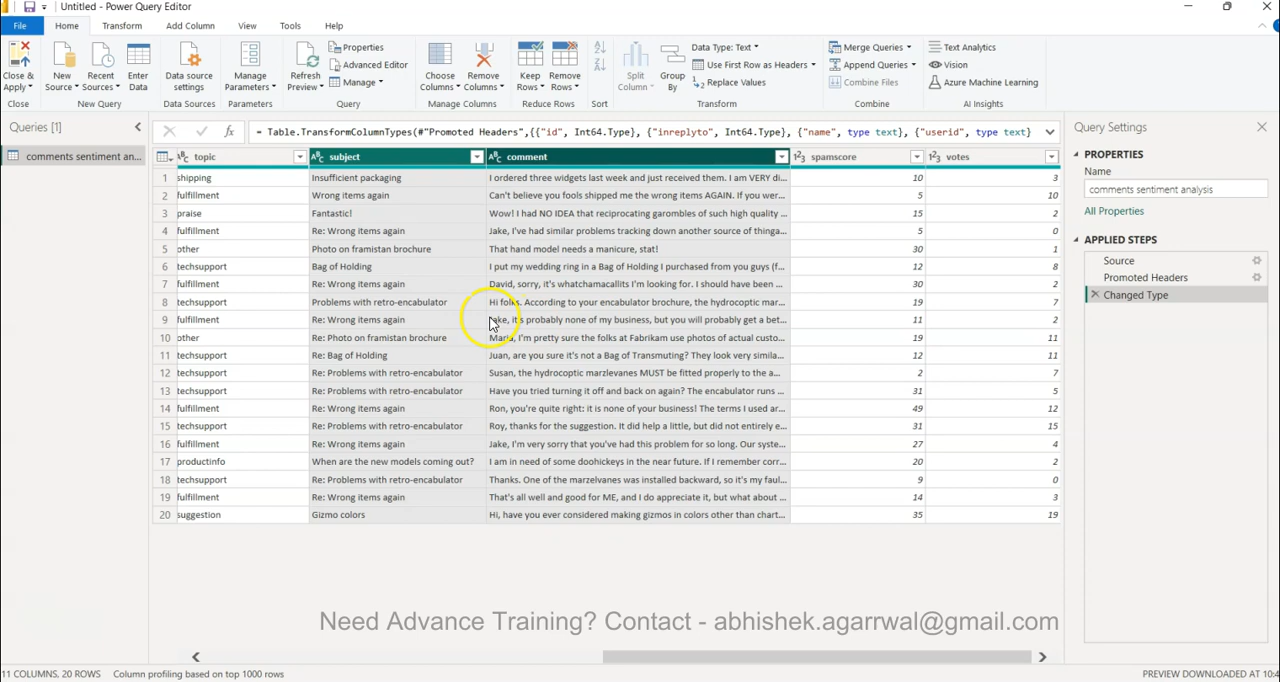 Untitled - Power Query Editor
File Home Transform Add Column View Tools Help
Close & Apply
New Source
Recent Sources
Enter Data
Data source settings
Manage Parameters
Refresh Preview
Properties
Advanced Editor
Manage
Choose Columns
Remove Columns
Keep Rows
Remove Rows
Split Column
Group By
Data Type: Text
Use First Row as Headers
Replace Values
Merge Queries
Append Queries
Combine Files
Text Analytics
Vision
Azure Machine Learning
Close New Query Data Sources Parameters Query Manage Columns Reduce Rows Sort Transform Combine AI Insights
Queries [1]
comments sentiment an...
fx = Table.TransformColumnTypes(#"Promoted Headers",{{"id", Int64.Type}, {"inreplyto", Int64.Type}, {"name", type text}, {"userid", type text}
topic subject comment spamscore votes
1 shipping Insufficient packaging I ordered three widgets last week and just received them. I am VERY di... 10 3
2 fulfillment Wrong items again Can't believe you fools shipped me the wrong items AGAIN. If you wer... 5 10
3 praise Fantastic! Wow! I had NO IDEA that reciprocating garombles of such high quality ... 15 2
4 fulfillment Re: Wrong items again Jake, I've had similar problems tracking down another source of thinga... 5 0
5 other Photo on framistan brochure That hand model needs a manicure, stat! 30 1
6 techsupport Bag of Holding I put my wedding ring in a Bag of Holding I purchased from you guys (f... 12 8
7 fulfillment Re: Wrong items again David, sorry, it's whatchamacallits I'm looking for. I should have been ... 30 2
8 techsupport Problems with retro-encabulator Hi folks. According to your encabulator brochure, the hydrocoptic mar... 19 7
9 fulfillment Re: Wrong items again Jake, it's probably none of my business, but you will probably get a bet... 11 2
10 other Re: Photo on framistan brochure Maria, I'm pretty sure the folks at Fabrikam use photos of actual custo... 19 11
11 techsupport Re: Bag of Holding Juan, are you sure it's not a Bag of Transmuting? They look very simila... 12 11
12 techsupport Re: Problems with retro-encabulator Susan, the hydrocoptic marzlevanes MUST be fitted properly to the a... 2 7
13 techsupport Re: Problems with retro-encabulator Have you tried turning it off and back on again? The encabulator runs ... 31 5
14 fulfillment Re: Wrong items again Ron, you're quite right: it is none of your business! The terms I used ar... 49 12
15 techsupport Re: Problems with retro-encabulator Roy, thanks for the suggestion. It did help a little, but did not entirely e... 31 15
16 fulfillment Re: Wrong items again Jake, I'm very sorry that you've had this problem for so long. Our syste... 27 4
17 productinfo When are the new models coming out? I am in need of some doohickeys in the near future. If I remember corr... 20 2
18 techsupport Re: Problems with retro-encabulator Thanks. One of the marzelvanes was installed backward, so it's my faul... 9 0
19 fulfillment Re: Wrong items again That's all well and good for ME, and I do appreciate it, but what about ... 14 3
20 suggestion Gizmo colors Hi, have you ever considered making gizmos in colors other than chart... 35 19
Query Settings
PROPERTIES
Name
comments sentiment analysis
All Properties
APPLIED STEPS
Source
Promoted Headers
Changed Type
Need Advance Training? Contact - abhishek.agarrwal@gmail.com
11 COLUMNS, 20 ROWS Column profiling based on top 1000 rows
PREVIEW DOWNLOADED AT 10:4